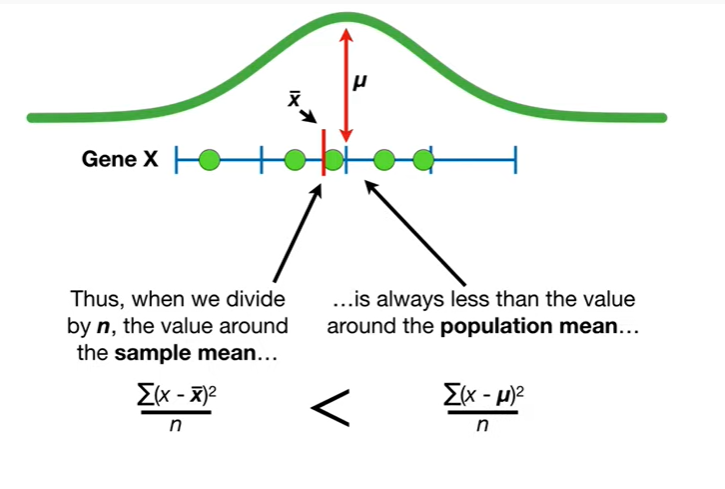 μ
x̄
Gene X
Thus, when we divide
by n, the value around
the sample mean…
…is always less than the value
around the population mean…
∑(x - x̄)²
n
<
∑(x - μ)²
n